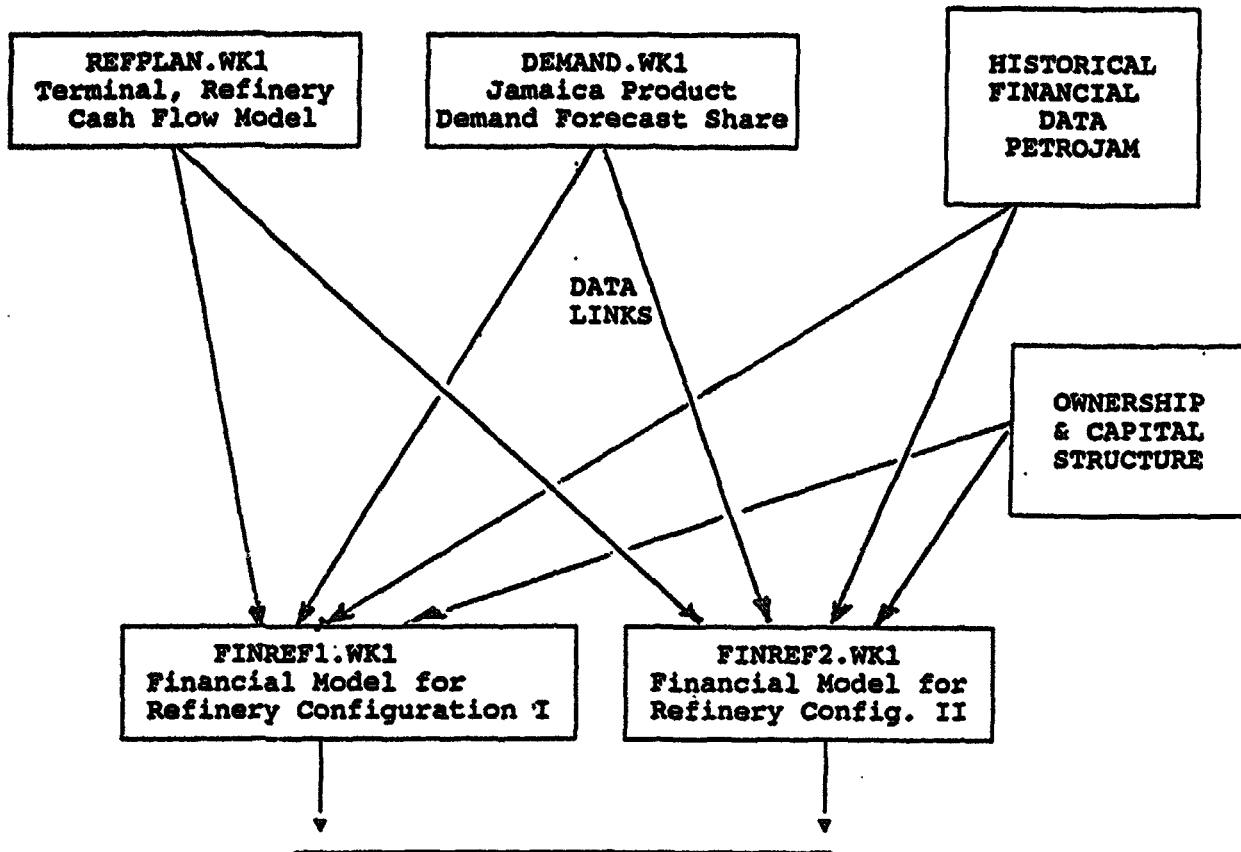 REFPLAN.WK1
Terminal, Refinery
Cash Flow Model
DEMAND.WK1
Jamaica Product
Demand Forecast Share
HISTORICAL
FINANCIAL
DATA
PETROJAM
DATA
LINKS
OWNERSHIP
& CAPITAL
STRUCTURE
FINREF1.WK1
Financial Model for
Refinery Configuration I
FINREF2.WK1
Financial Model for
Refinery Config. II